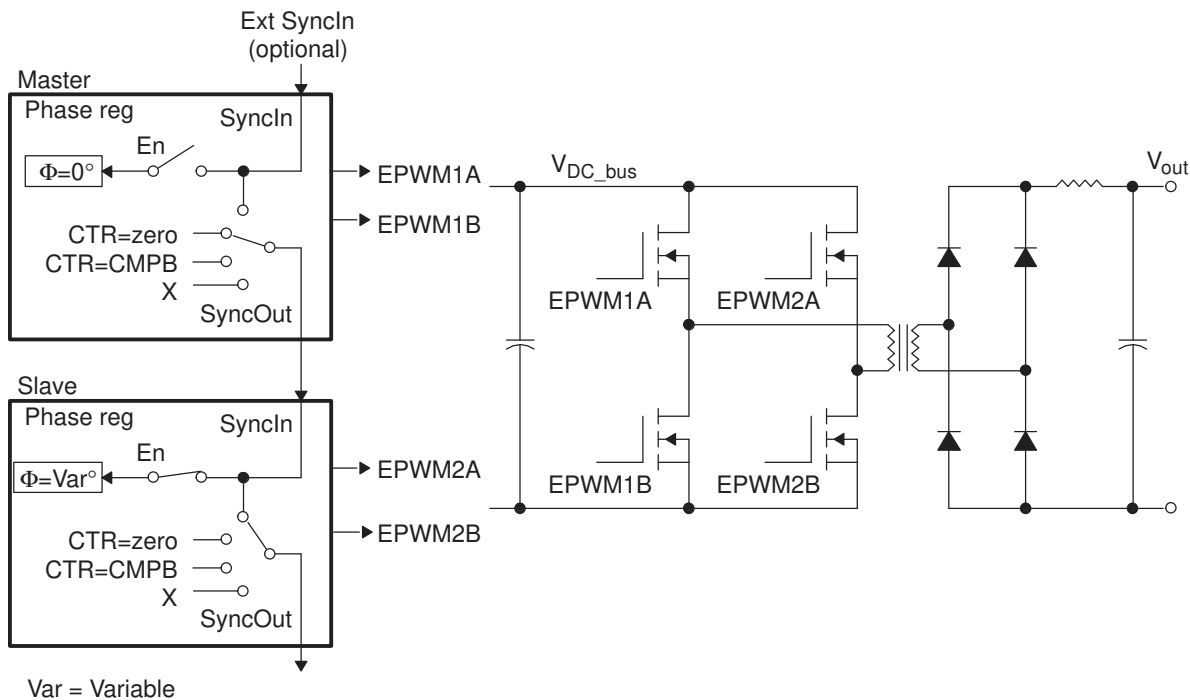 Ext SyncIn
(optional)
Master
Phase reg
SyncIn
En
Φ=0°
EPWM1A
EPWM1B
CTR=zero
CTR=CMPB
X
SyncOut
Slave
Phase reg
SyncIn
En
Φ=Var°
EPWM2A
EPWM2B
CTR=zero
CTR=CMPB
X
SyncOut
Var = Variable
VDC_bus
Vout
EPWM1A
EPWM2A
EPWM1B
EPWM2B